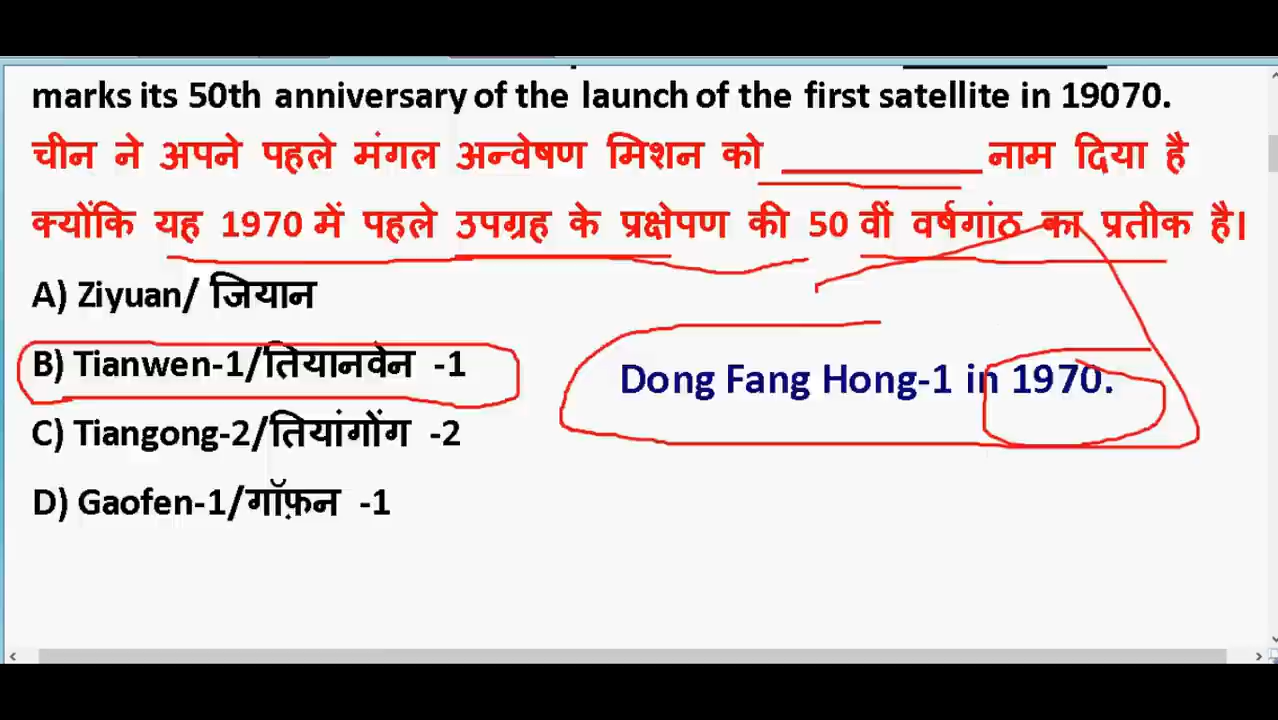 marks its 50th anniversary of the launch of the first satellite in 19070.
चीन ने अपने पहले मंगल अन्वेषण मिशन को ____________ नाम दिया है
क्योंकि यह 1970 में पहले उपग्रह के प्रक्षेपण की 50 वीं वर्षगांठ का प्रतीक है।
A) Ziyuan/ जियान
B) Tianwen-1/तियानवेन -1
Dong Fang Hong-1 in 1970.
C) Tiangong-2/तियांगोंग -2
D) Gaofen-1/गॉफ़न -1